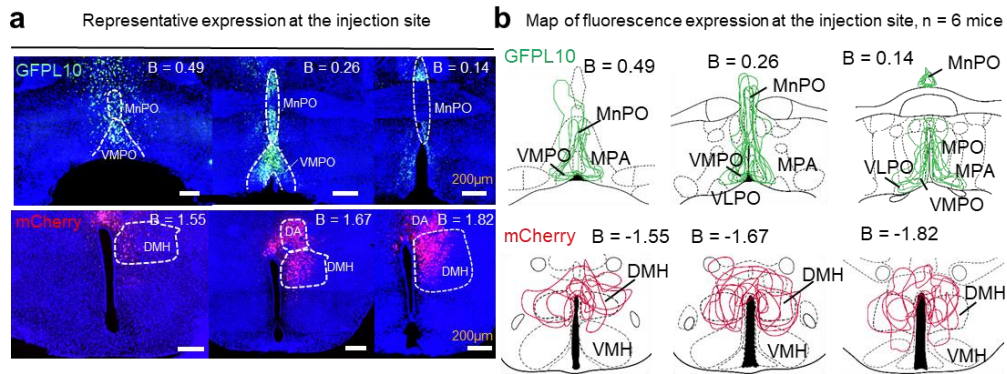 a
Representative expression at the injection site
GFPL10
B = 0.49
B = 0.26
B = 0.14
MnPO
MnPO
MnPO
VMPO
VMPO
200µm
mCherry
B = 1.55
B = 1.67
DA
B = 1.82
DA
DMH
DMH
DMH
200µm
b
Map of fluorescence expression at the injection site, n = 6 mice
GFPL10
B = 0.49
B = 0.26
B = 0.14
MnPO
MnPO
MnPO
VMPO
MPA
VMPO
MPA
VLPO
MPO
MPA
VLPO
VMPO
mCherry
B = -1.55
B = -1.67
B = -1.82
DMH
DMH
DMH
VMH
VMH
VMH